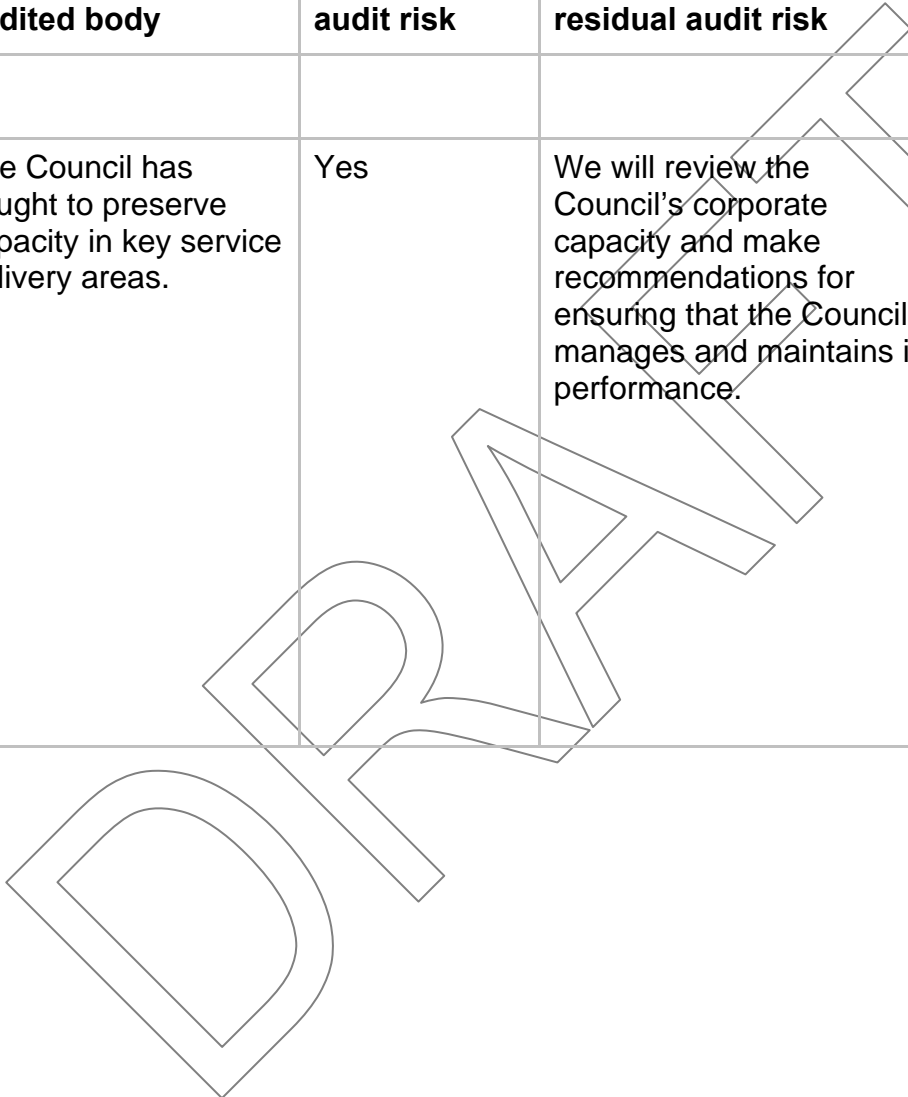 dited body
audit risk
residual audit risk
e Council has
ught to preserve
pacity in key service
livery areas.
Yes
We will review the
Council's corporate
capacity and make
recommendations for
ensuring that the Council
manages and maintains i
performance.
DRAFT